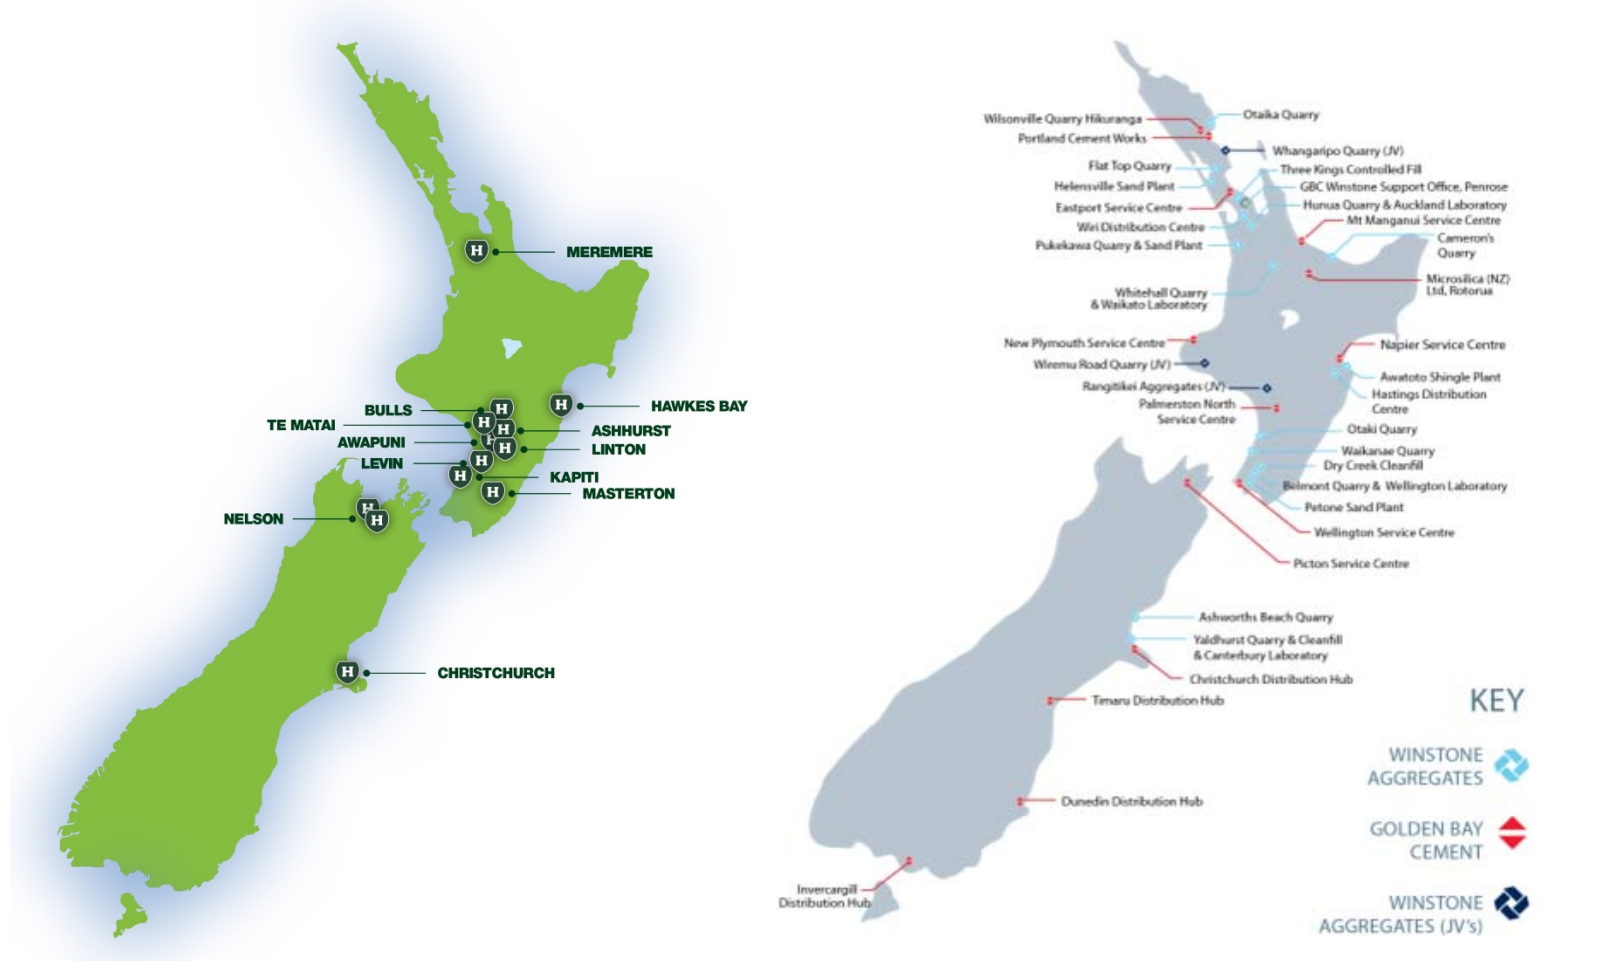 MEREMERE
BULLS
HAWKES BAY
TE MATAI
ASHHURST
AWAPUNI
LINTON
LEVIN
KAPITI
MASTERTON
NELSON
CHRISTCHURCH
H
H
H
H
H
H
H
H
H
H
H
H
Wilsonville Quarry Hikuranga
Otaika Quarry
Portland Cement Works
Whangaripo Quarry (JV)
Flat Top Quarry
Three Kings Controlled Fill
Helensville Sand Plant
GBC Winstone Support Office, Penrose
Eastport Service Centre
Hunua Quarry & Auckland Laboratory
Mt Manganui Service Centre
Wiri Distribution Centre
Cameron's
Quarry
Pukekawa Quarry & Sand Plant
Microsilica (NZ)
Ltd, Rotorua
Whitehall Quarry
& Waikato Laboratory
New Plymouth Service Centre
Napier Service Centre
Wiremu Road Quarry (JV)
Awatoto Shingle Plant
Rangitikei Aggregates (JV)
Hastings Distribution
Centre
Palmerston North
Service Centre
Otaki Quarry
Waikanae Quarry
Dry Creek Cleanfill
Belmont Quarry & Wellington Laboratory
Petone Sand Plant
Wellington Service Centre
Picton Service Centre
Ashworths Beach Quarry
Yaldhurst Quarry & Cleanfill
& Canterbury Laboratory
Christchurch Distribution Hub
Timaru Distribution Hub
Dunedin Distribution Hub
Invercargill
Distribution Hub
KEY
WINSTONE
AGGREGATES
GOLDEN BAY
CEMENT
WINSTONE
AGGREGATES (JV's)